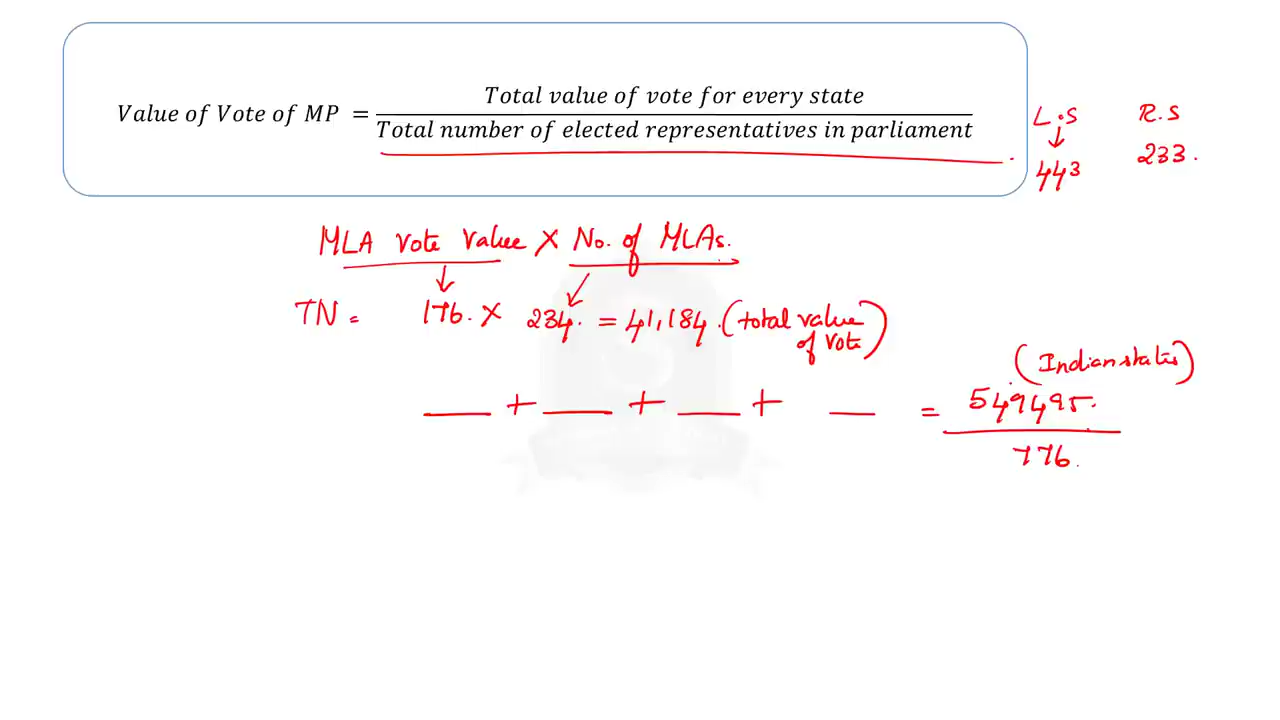 Value of Vote of MP = Total value of vote for every state
Total number of elected representatives in parliament
L.S R.S
443 233.
MLA vote value X No. of MLAs.
TN = 176. X 234. = 41,184. (total value
of vote)
(Indian states)
___ + ___ + ___ + ___ = 549495.
776.